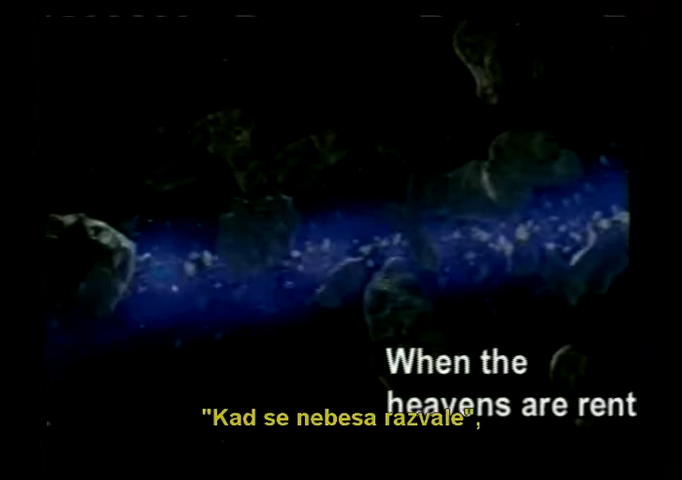 When the
heavens are rent
"Kad se nebesa razvale",